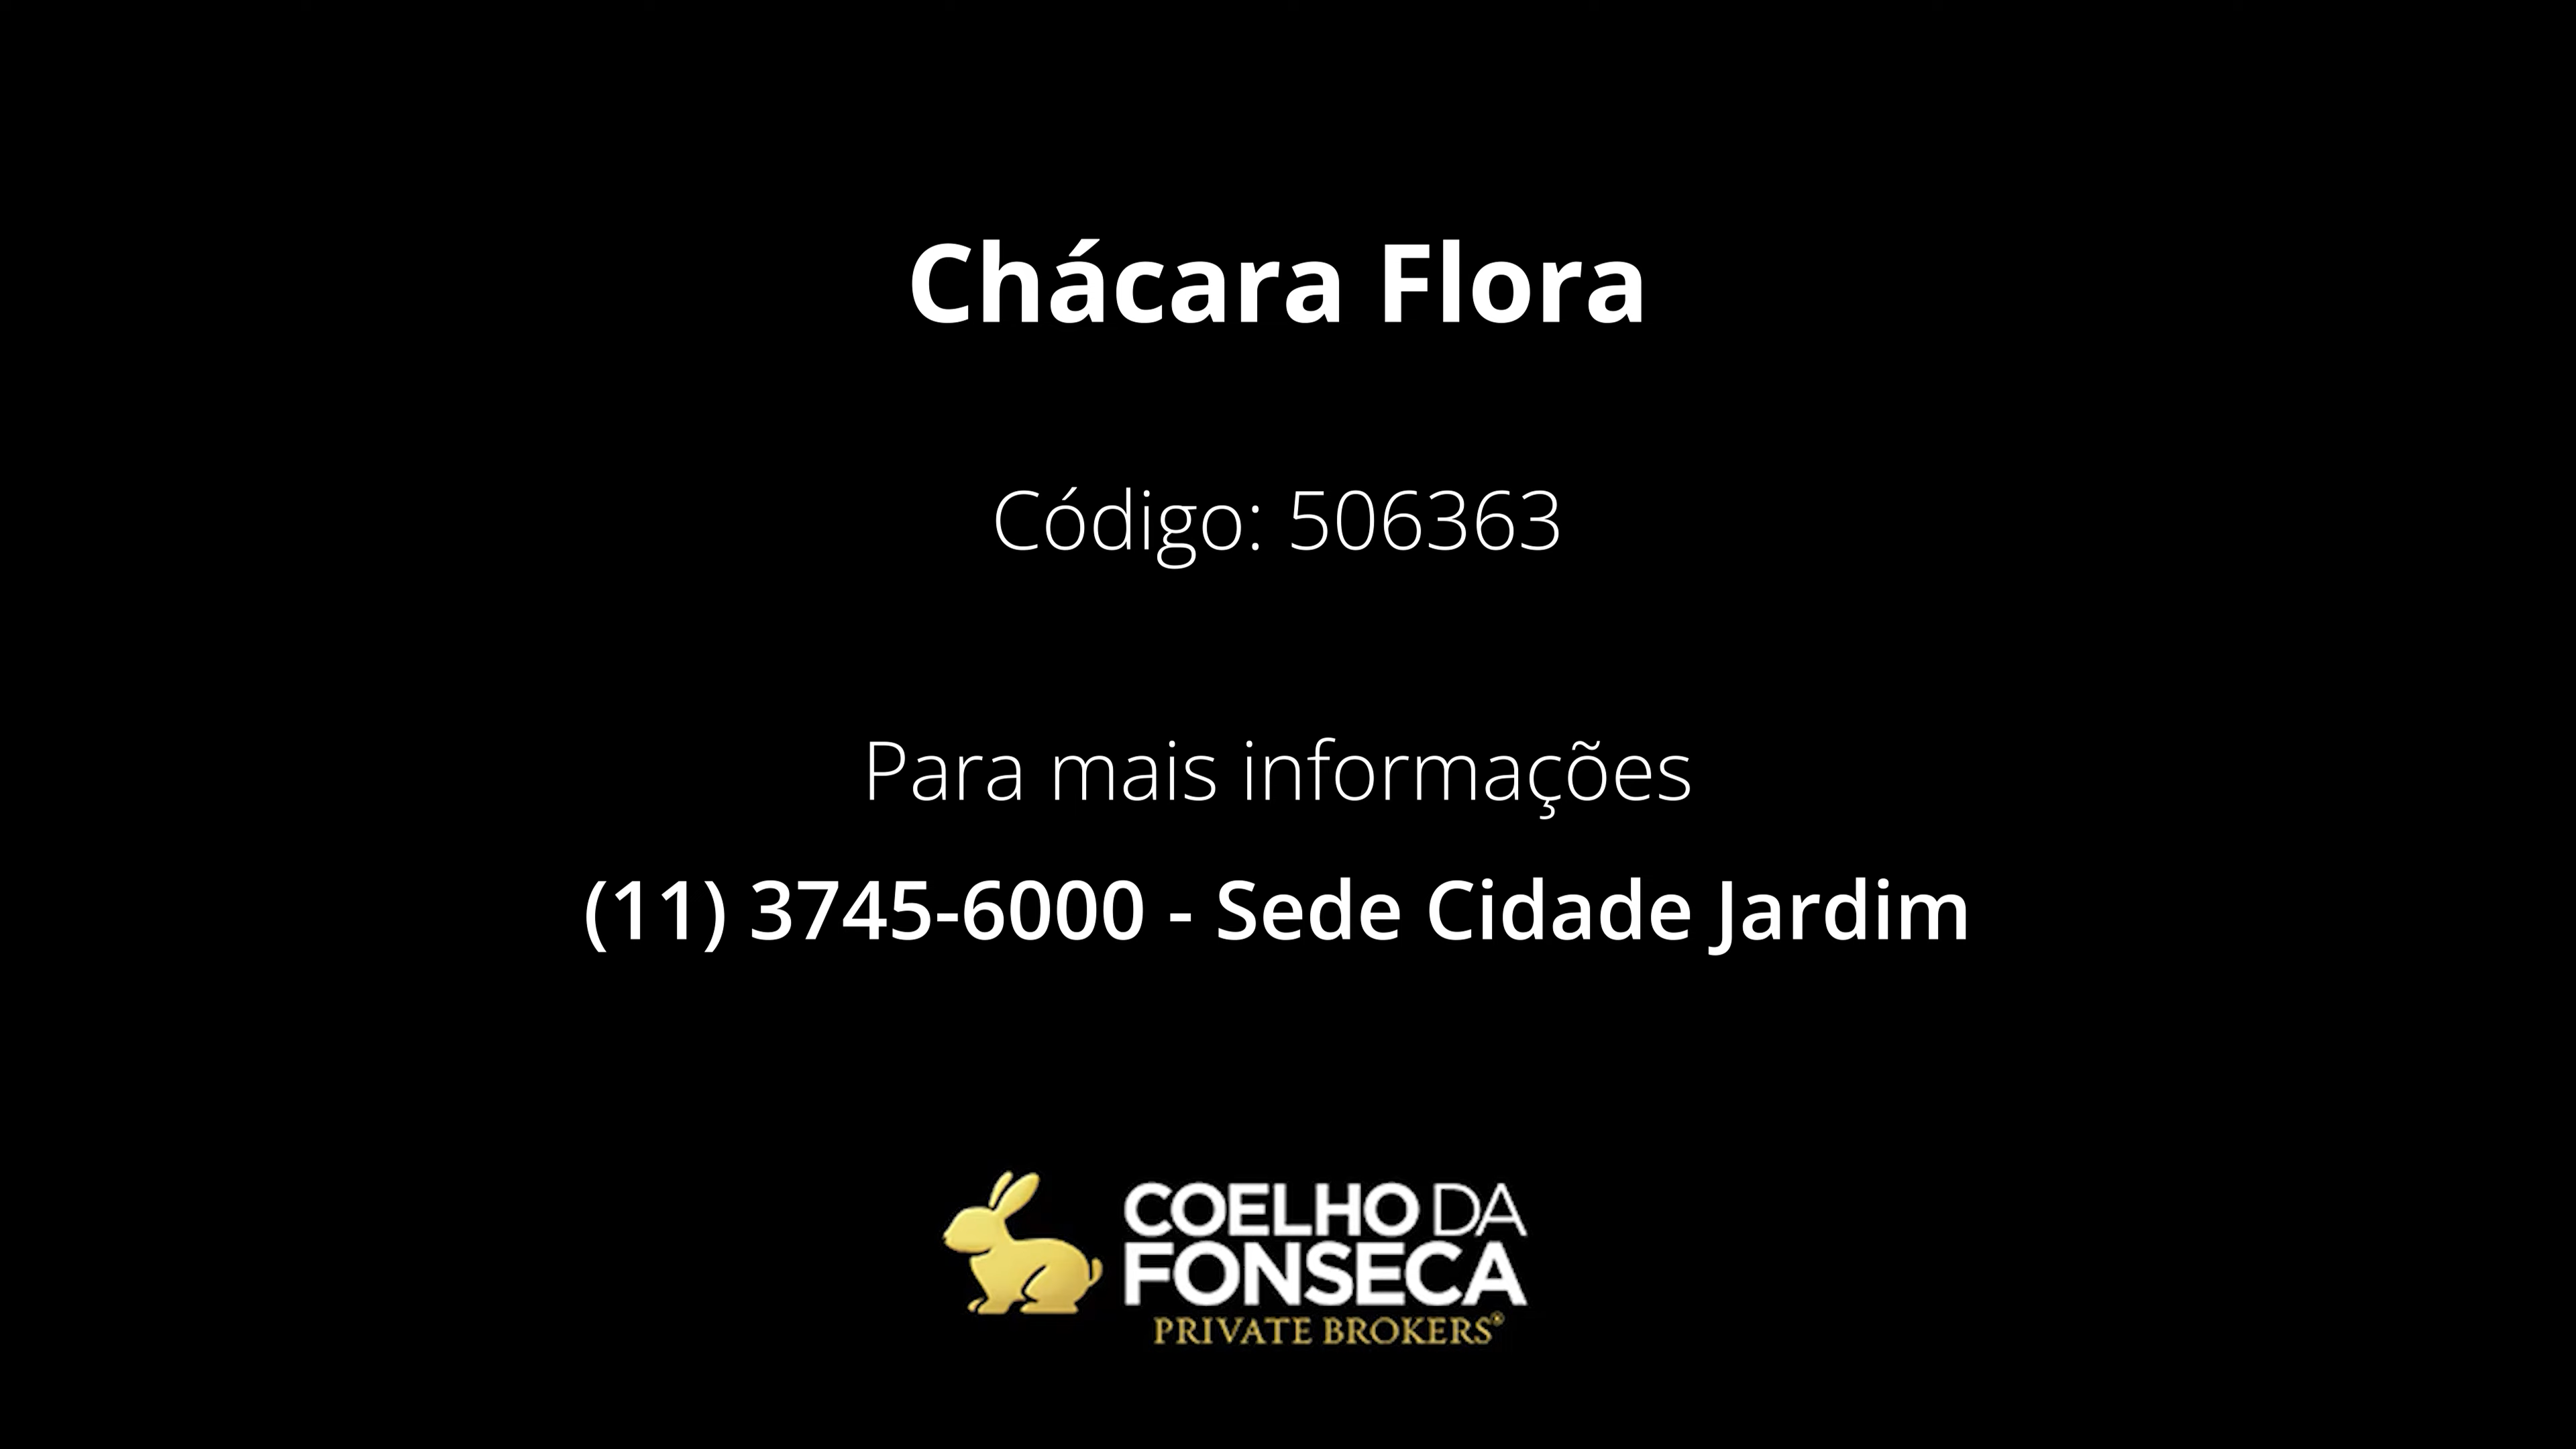 Chácara Flora
Código: 506363
Para mais informações
(11) 3745-6000 - Sede Cidade Jardim
COELHO DA
FONSECA
PRIVATE BROKERS®